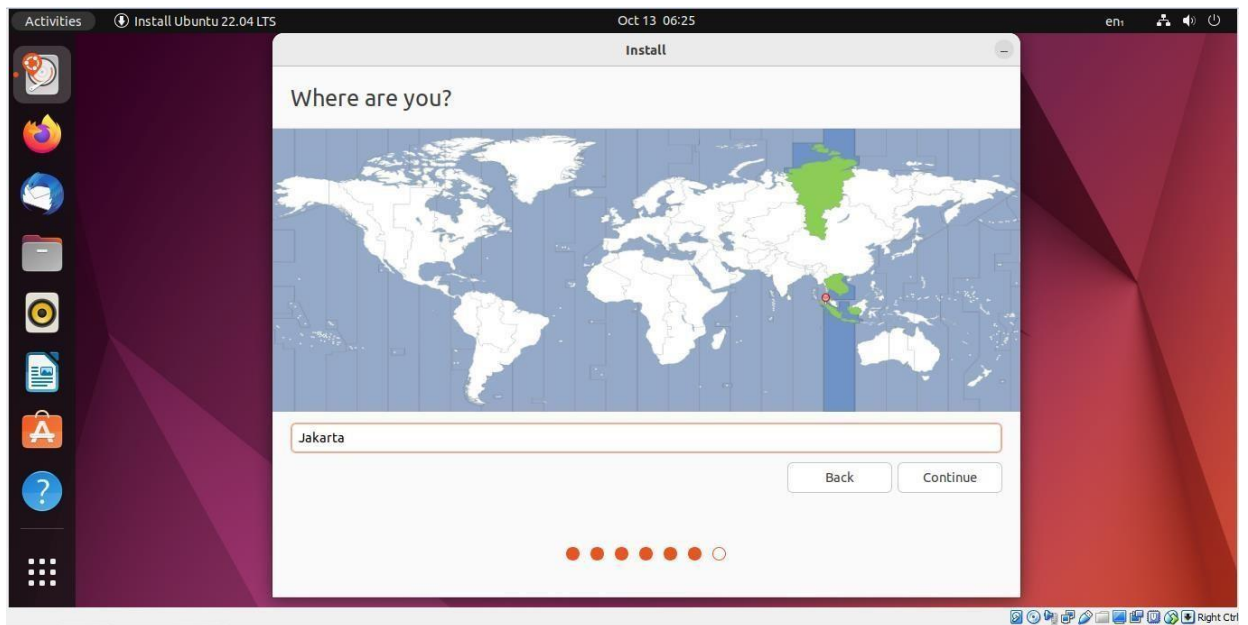 Activities Install Ubuntu 22.04 LTS Oct 13 06:25 en₁
Install
Where are you?
Jakarta
Back Continue
Right Ctrl